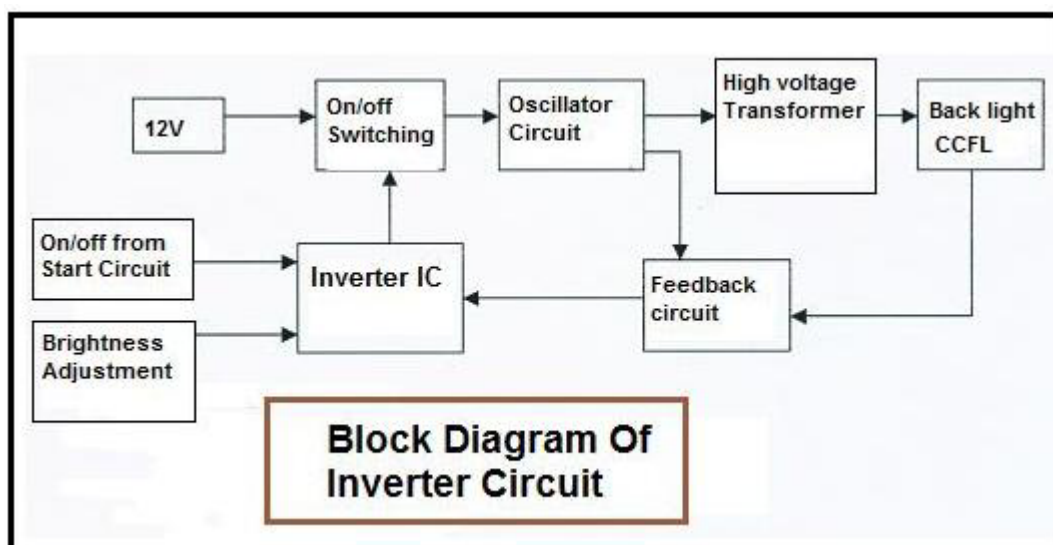 12V
On/off
Switching
Oscillator
Circuit
High voltage
Transformer
Back light
CCFL
On/off from
Start Circuit
Inverter IC
Feedback
circuit
Brightness
Adjustment
Block Diagram Of
Inverter Circuit